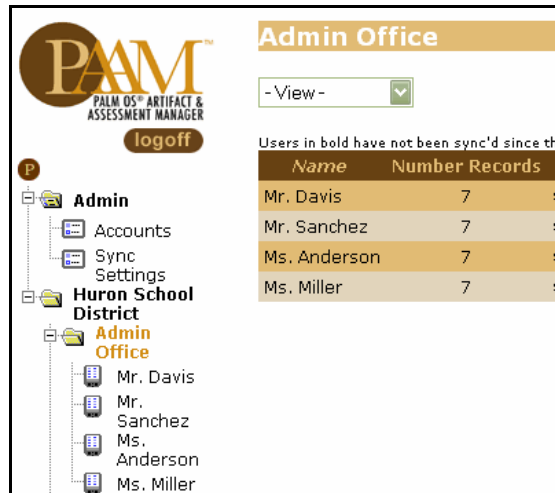 PAAM™
PALM OS® ARTIFACT &
ASSESSMENT MANAGER
logoff
P
Admin
Accounts
Sync
Settings
Huron School
District
Admin
Office
Mr. Davis
Mr.
Sanchez
Ms.
Anderson
Ms. Miller
Admin Office
- View -
Users in bold have not been sync'd since th
Name Number Records
Mr. Davis 7
Mr. Sanchez 7
Ms. Anderson 7
Ms. Miller 7